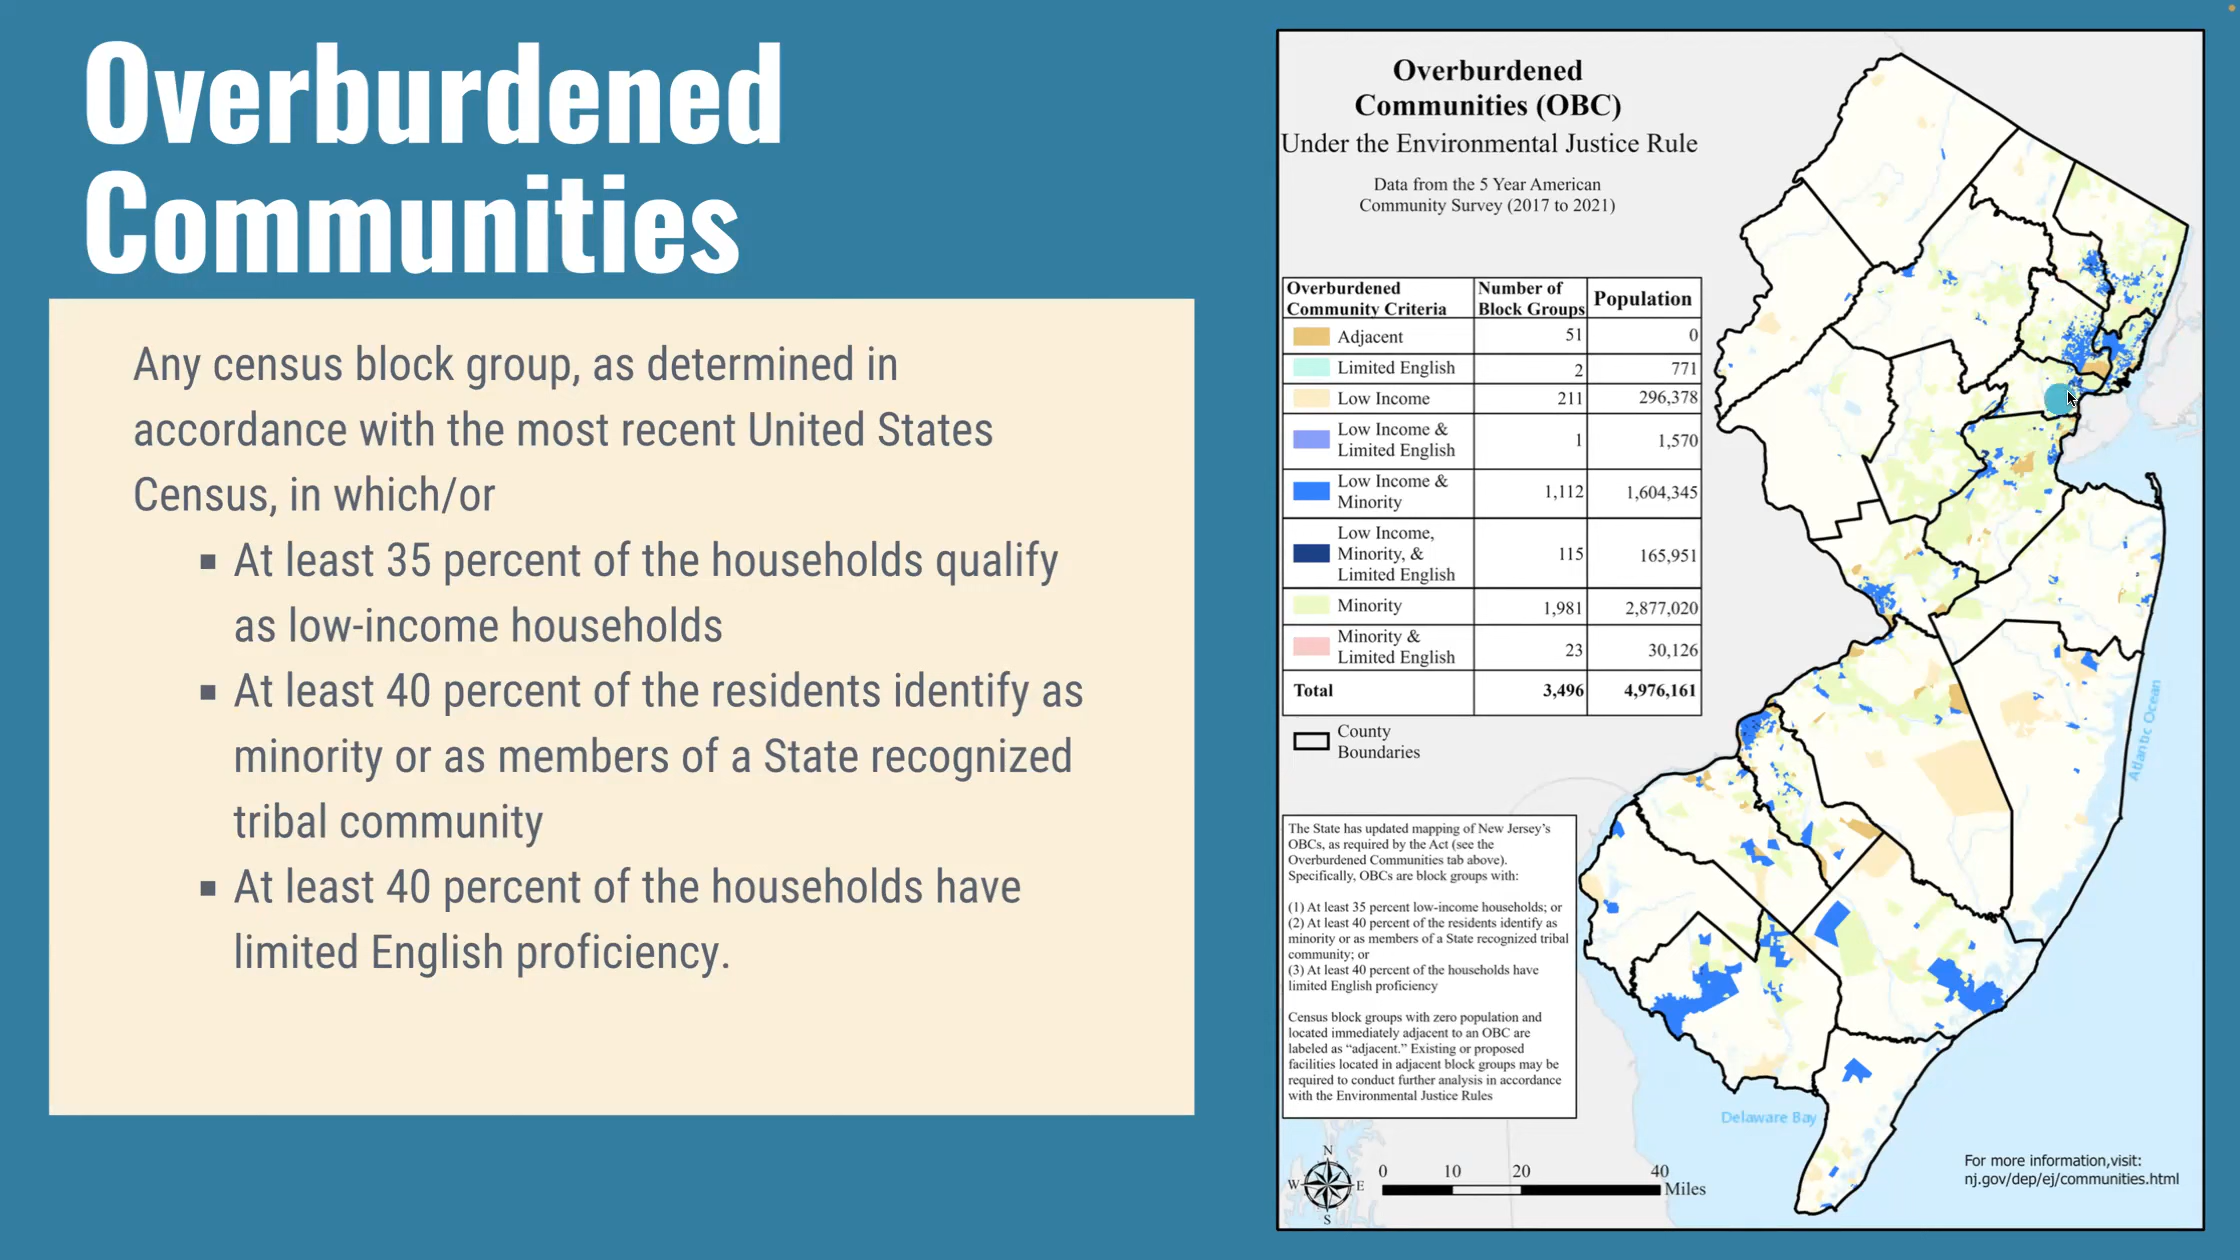 Overburdened
Communities
Any census block group, as determined in
accordance with the most recent United States
Census, in which/or
▪ At least 35 percent of the households qualify
as low-income households
▪ At least 40 percent of the residents identify as
minority or as members of a State recognized
tribal community
▪ At least 40 percent of the households have
limited English proficiency.
Overburdened
Communities (OBC)
Under the Environmental Justice Rule
Data from the 5 Year American
Community Survey (2017 to 2021)
Overburdened Community Criteria Number of Block Groups Population
Adjacent 51 0
Limited English 2 771
Low Income 211 296,378
Low Income & Limited English 1 1,570
Low Income & Minority 1,112 1,604,345
Low Income, Minority, & Limited English 115 165,951
Minority 1,981 2,877,020
Minority & Limited English 23 30,126
Total 3,496 4,976,161
County
Boundaries
The State has updated mapping of New Jersey's
OBCs, as required by the Act (see the
Overburdened Communities tab above).
Specifically, OBCs are block groups with:
(1) At least 35 percent low-income households; or
(2) At least 40 percent of the residents identify as
minority or as members of a State recognized tribal
community; or
(3) At least 40 percent of the households have
limited English proficiency
Census block groups with zero population and
located immediately adjacent to an OBC are
labeled as “adjacent.” Existing or proposed
facilities located in adjacent block groups may be
required to conduct further analysis in accordance
with the Environmental Justice Rules
Atlantic Ocean
Delaware Bay
N
W E
S
0 10 20 40
Miles
For more information,visit:
nj.gov/dep/ej/communities.html